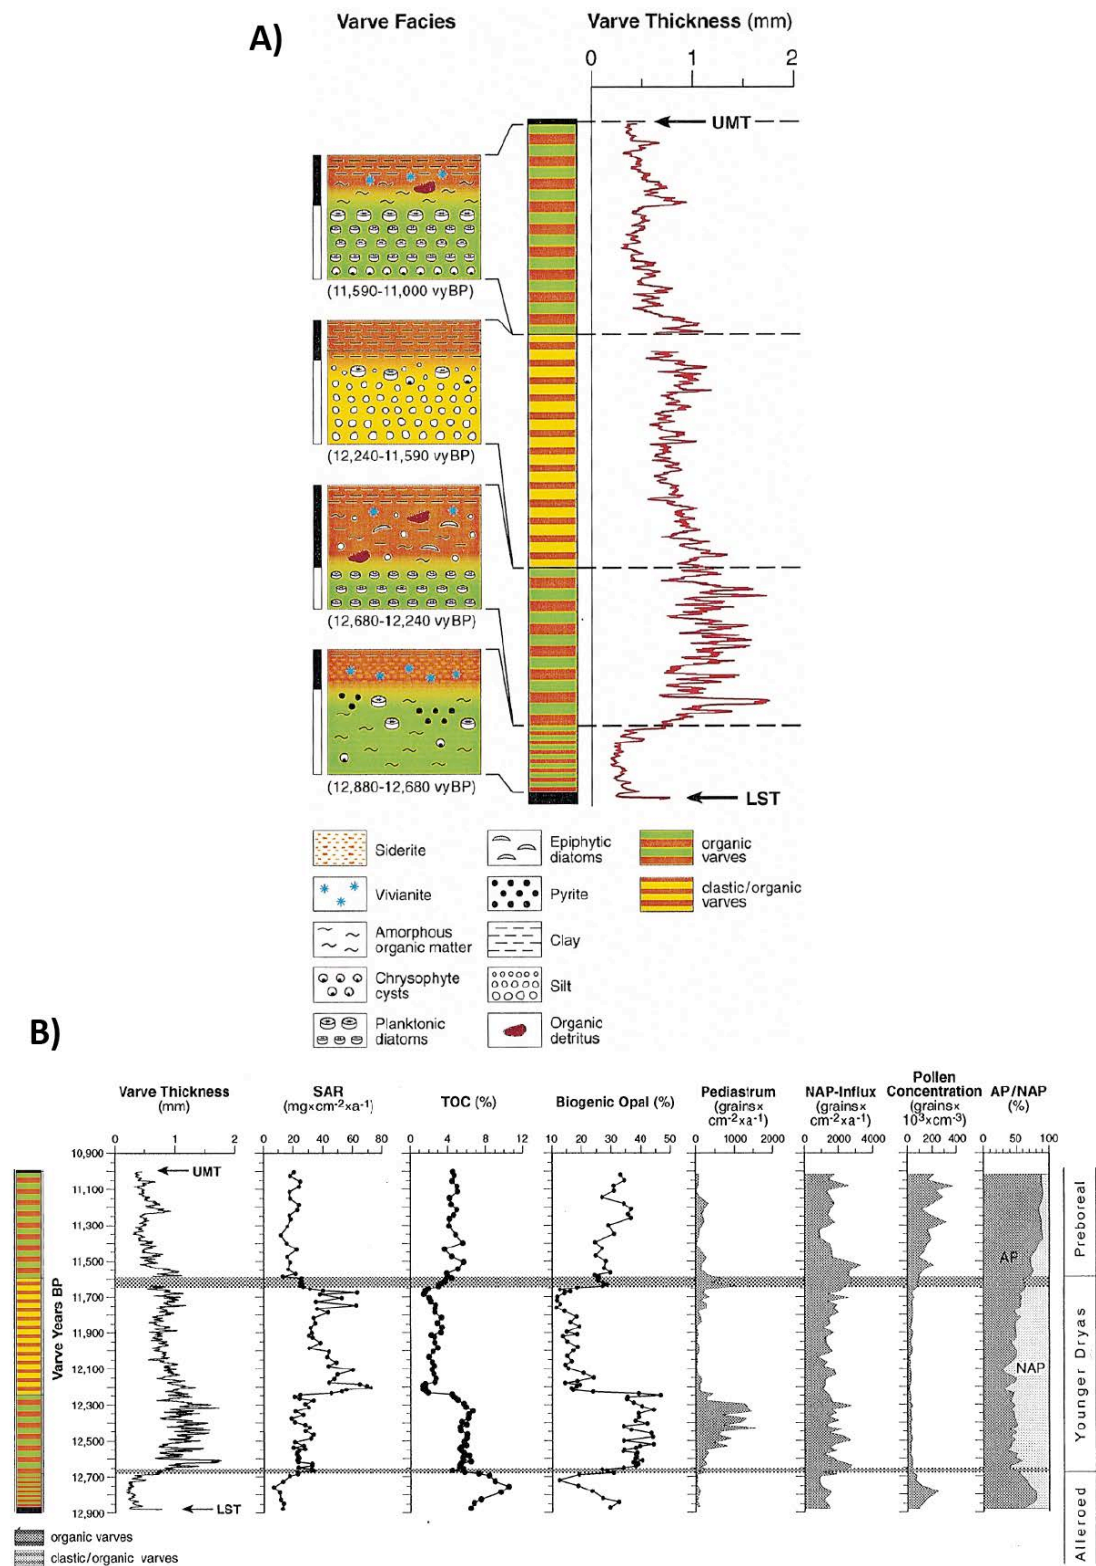 A)
Varve Facies
Varve Thickness (mm)
0 1 2
UMT
(11,590-11,000 vyBP)
(12,240-11,590 vyBP)
(12,680-12,240 vyBP)
(12,880-12,680 vyBP)
LST
Siderite
Epiphytic
diatoms
organic
varves
Vivianite
Pyrite
clastic/organic
varves
Amorphous
organic matter
Clay
Chrysophyte
cysts
Silt
Planktonic
diatoms
Organic
detritus
B)
Varve Thickness
(mm)
SAR
(mg×cm-2×a-1)
TOC (%)
Biogenic Opal (%)
Pediastrum
(grains×
cm-2×a-1)
NAP-Influx
(grains×
cm-2×a-1)
Pollen
Concentration
(grains×
10³×cm-3)
AP/NAP
(%)
0 1 2
0 20 40 60 80
0 2 4 6 8 10 12
10 20 30 40 50
0 1000 2000
0 2000 4000
0 200 400
0 50 100
Varve Years BP
10,900
11,100
11,300
11,500
11,700
11,900
12,100
12,300
12,500
12,700
12,900
UMT
LST
AP
NAP
Preboreal
Younger Dryas
Alleroed
organic varves
clastic/organic varves